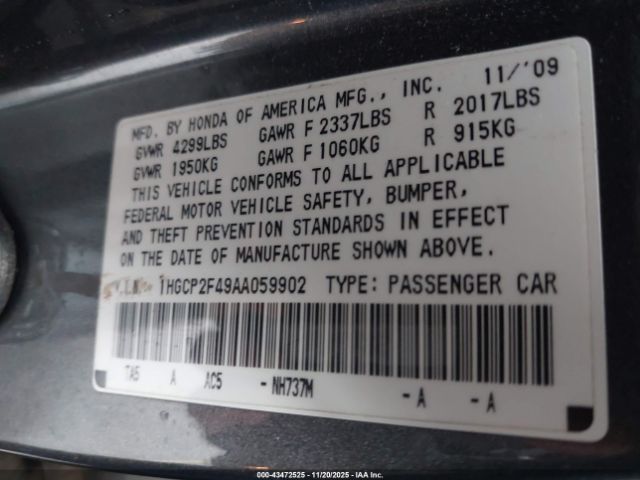 MFD. BY HONDA OF AMERICA MFG., INC. 11/'09
GVWR 4299LBS GAWR F 2337LBS R 2017LBS
GVWR 1950KG GAWR F 1060KG R 915KG
THIS VEHICLE CONFORMS TO ALL APPLICABLE
FEDERAL MOTOR VEHICLE SAFETY, BUMPER,
AND THEFT PREVENTION STANDARDS IN EFFECT
ON THE DATE OF MANUFACTURE SHOWN ABOVE.
1HGCP2F49AA059902 TYPE: PASSENGER CAR
TA5 A AC5 - NH737M - A - A
000-43472525 - 11/20/2025 - IAA Inc.